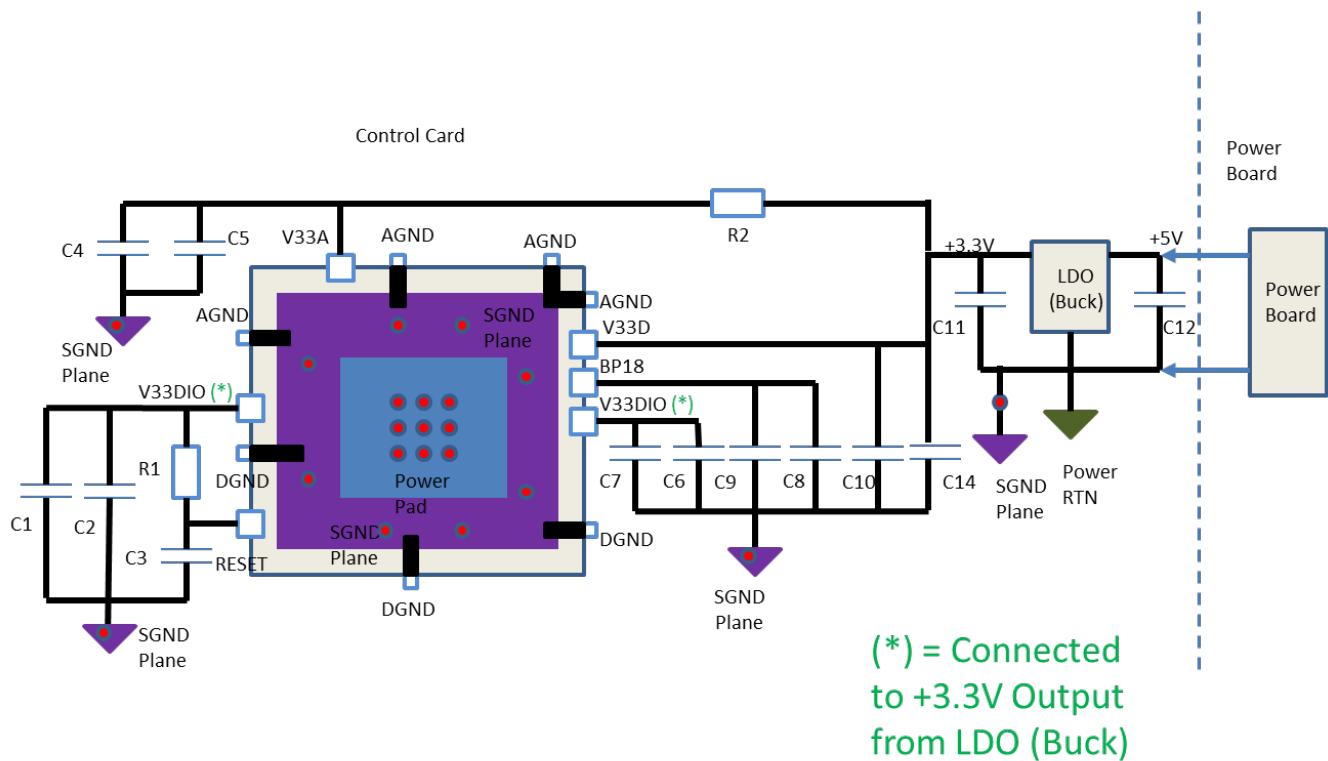 Control Card
Power
Board
C4
C5
V33A
AGND
AGND
R2
+3.3V
+5V
LDO
(Buck)
Power
Board
AGND
SGND
Plane
AGND
V33D
C11
C12
SGND
Plane
BP18
V33DIO (*)
V33DIO (*)
R1
DGND
Power
Pad
C7
C6
C9
C8
C10
C14
SGND
Plane
Power
RTN
C1
C2
C3
RESET
SGND
Plane
DGND
DGND
SGND
Plane
SGND
Plane
(*) = Connected
to +3.3V Output
from LDO (Buck)